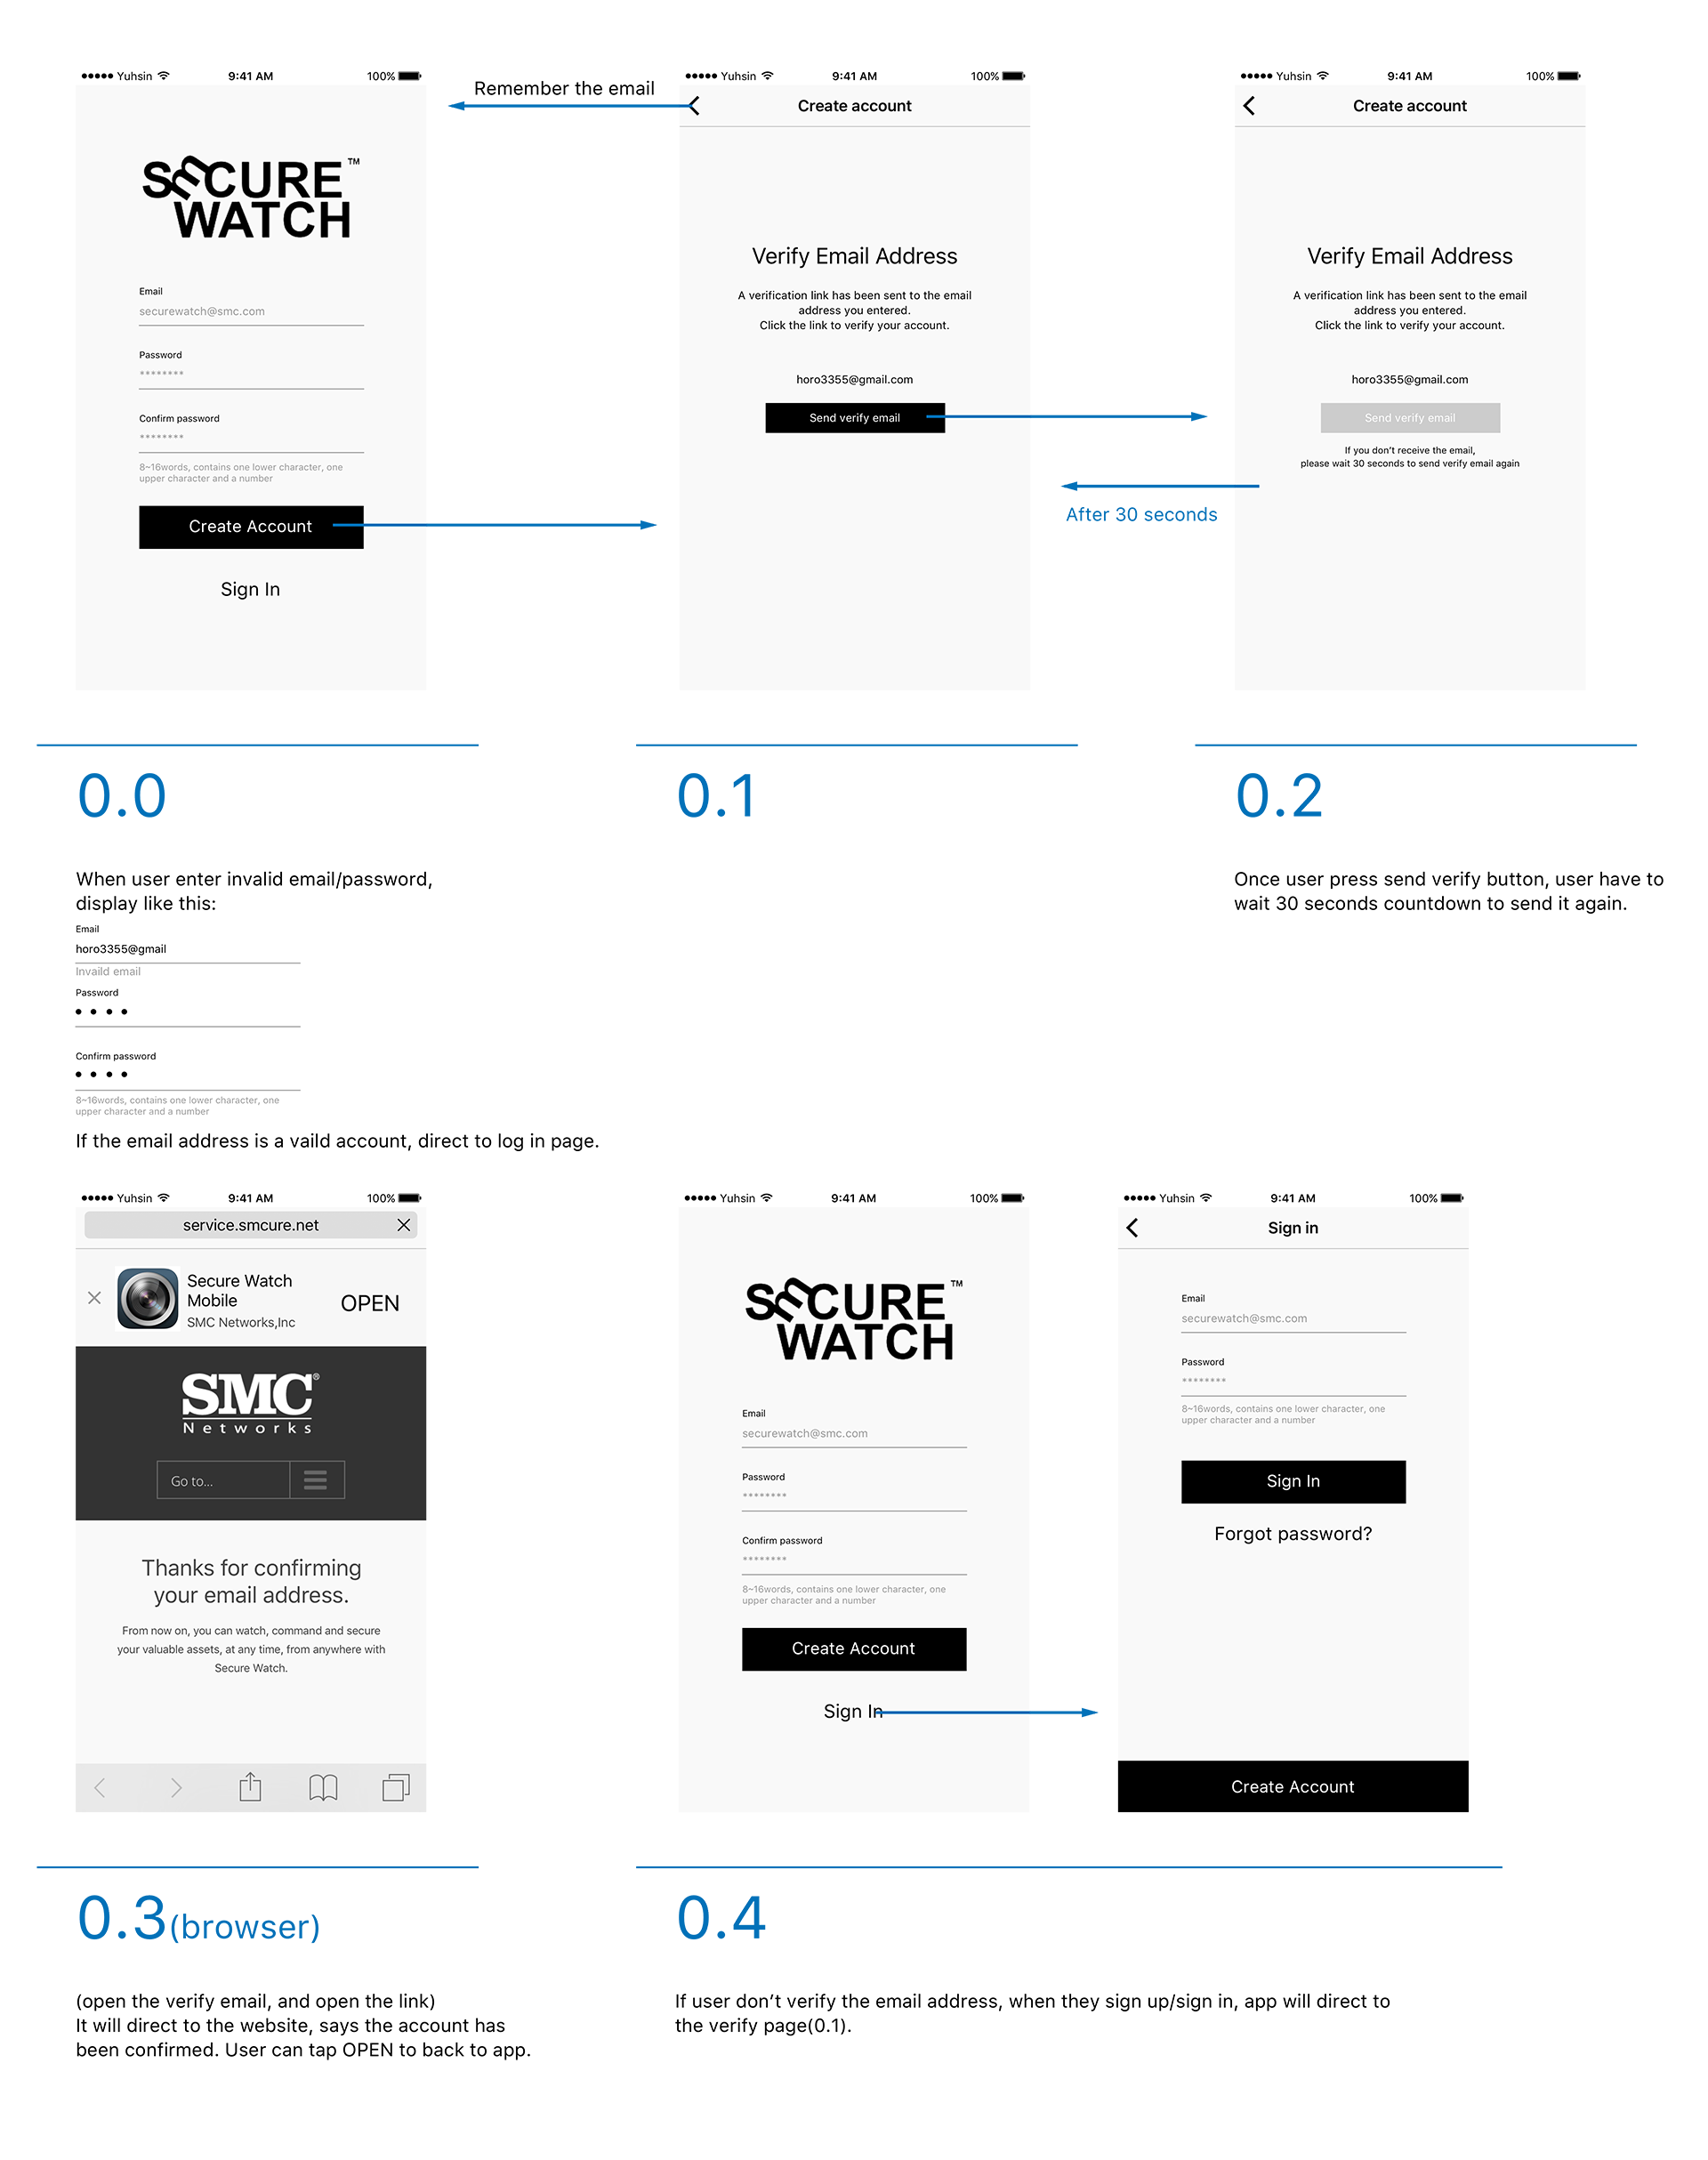 Yuhsin 9:41 AM 100%
SmCURE™
WATCH
Email
securewatch@smc.com
Password
********
Confirm password
********
8~16words, contains one lower character, one
upper character and a number
Create Account
Sign In
Remember the email
Yuhsin 9:41 AM 100%
Create account
Verify Email Address
A verification link has been sent to the email
address you entered.
Click the link to verify your account.
horo3355@gmail.com
Send verify email
Yuhsin 9:41 AM 100%
Create account
Verify Email Address
A verification link has been sent to the email
address you entered.
Click the link to verify your account.
horo3355@gmail.com
Send verify email
If you don't receive the email,
please wait 30 seconds to send verify email again
After 30 seconds
0.0
When user enter invalid email/password,
display like this:
Email
horo3355@gmail
Invaild email
Password
• • • •
Confirm password
• • • •
8~16words, contains one lower character, one
upper character and a number
If the email address is a vaild account, direct to log in page.
0.1
0.2
Once user press send verify button, user have to
wait 30 seconds countdown to send it again.
Yuhsin 9:41 AM 100%
service.smcure.net
Secure Watch
Mobile
SMC Networks,Inc
OPEN
SMC®
Networks
Go to...
Thanks for confirming
your email address.
From now on, you can watch, command and secure
your valuable assets, at any time, from anywhere with
Secure Watch.
Yuhsin 9:41 AM 100%
SmCURE™
WATCH
Email
securewatch@smc.com
Password
********
Confirm password
********
8~16words, contains one lower character, one
upper character and a number
Create Account
Sign In
Yuhsin 9:41 AM 100%
Sign in
Email
securewatch@smc.com
Password
********
8~16words, contains one lower character, one
upper character and a number
Sign In
Forgot password?
Create Account
0.3(browser)
(open the verify email, and open the link)
It will direct to the website, says the account has
been confirmed. User can tap OPEN to back to app.
0.4
If user don't verify the email address, when they sign up/sign in, app will direct to
the verify page(0.1).